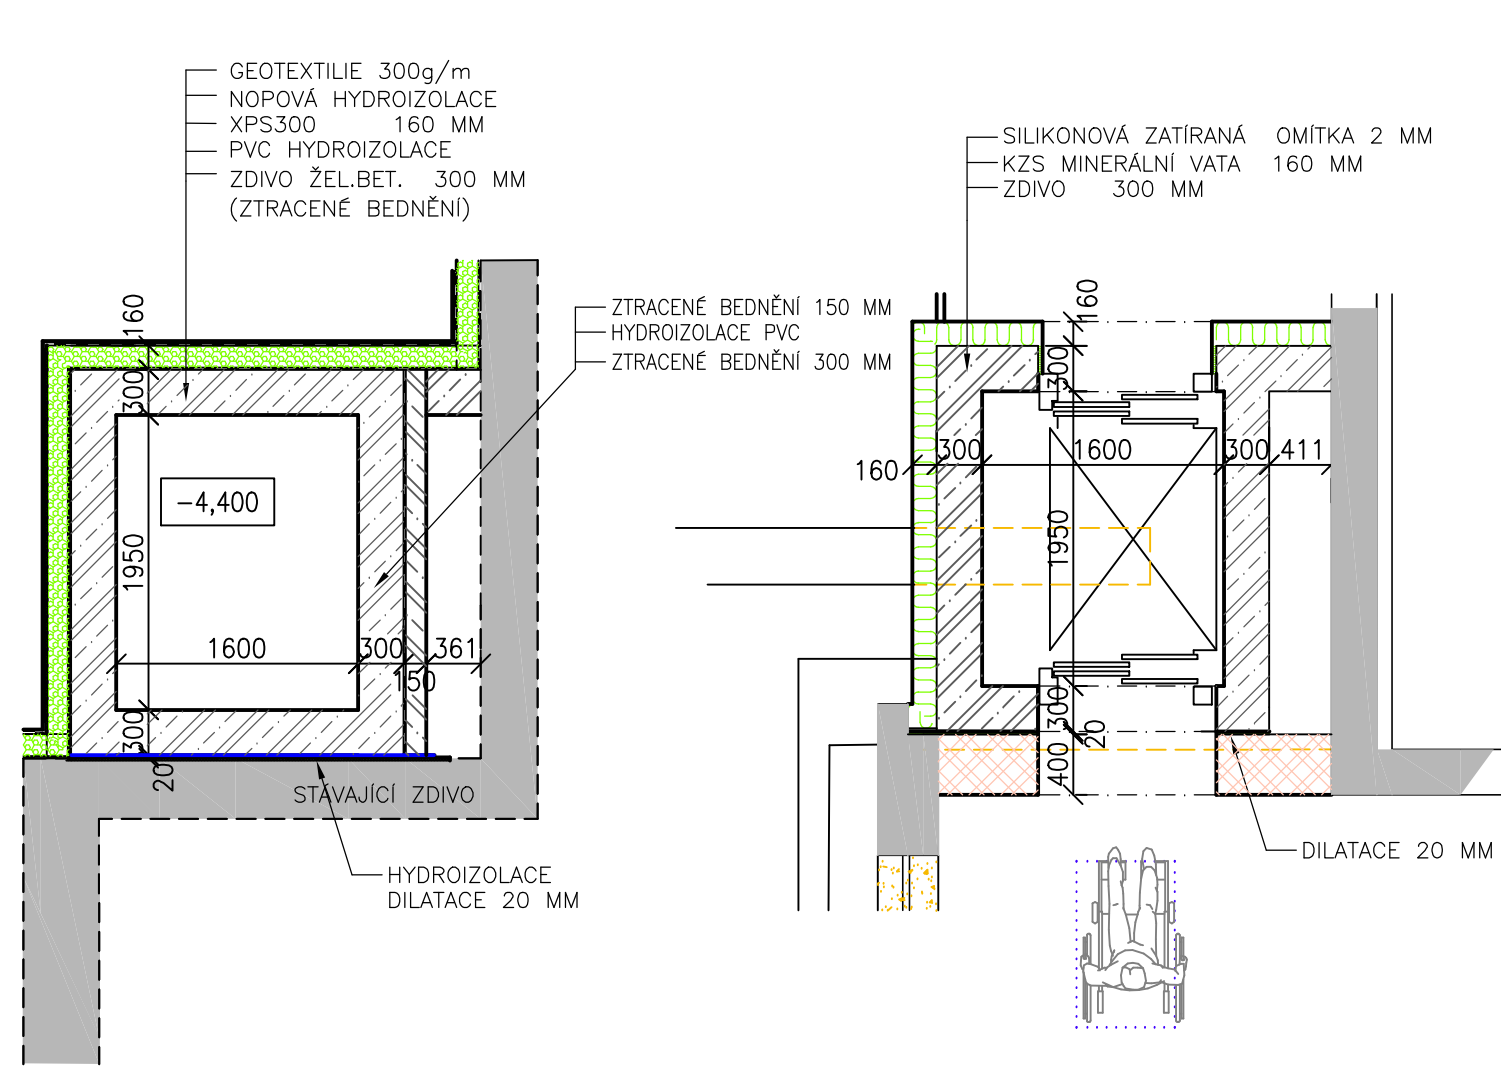 GEOTEXTILIE 300g/m
NOPOVÁ HYDROIZOLACE
XPS300 160 MM
PVC HYDROIZOLACE
ZDIVO ŽEL.BET. 300 MM
(ZTRACENÉ BEDNĚNÍ)
ZTRACENÉ BEDNĚNÍ 150 MM
HYDROIZOLACE PVC
ZTRACENÉ BEDNĚNÍ 300 MM
160
300
-4,400
1950
1600
300
361
150
300
20
STÁVAJÍCÍ ZDIVO
HYDROIZOLACE
DILATACE 20 MM
SILIKONOVÁ ZATÍRANÁ OMÍTKA 2 MM
KZS MINERÁLNÍ VATA 160 MM
ZDIVO 300 MM
160
300
160
300
1600
300
411
1950
300
20
400
DILATACE 20 MM